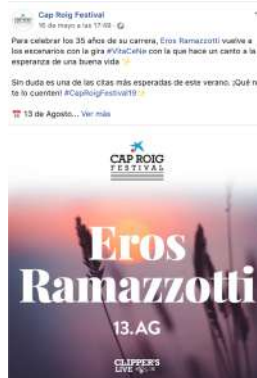 Cap Roig Festival
16 de mayo a las 17:49 ·
Para celebrar los 35 años de su carrera, Eros Ramazzotti vuelve a
los escenarios con la gira #VitaCeNe con la que hace un canto a la
esperanza de una buena vida
Sin duda es una de las citas más esperadas de este verano. ¡Qué n
te lo cuenten! #CapRoigFestival19
13 de Agosto... Ver más
CAP ROIG
FESTIVAL
Eros
Ramazzotti
13.AG
CLIPPER'S
LIVE